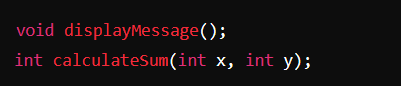 void displayMessage();
int calculateSum(int x, int y);